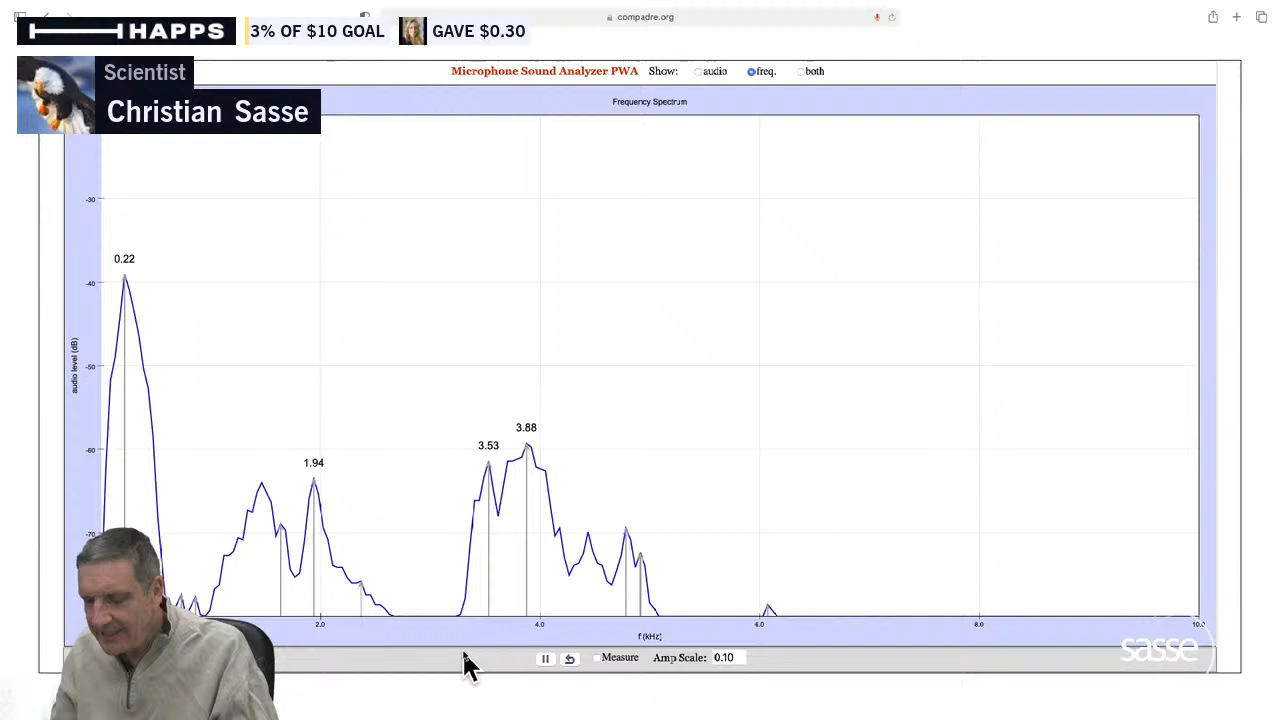 compadre.org
HAPPS
3% OF $10 GOAL
GAVE $0.30
Scientist
Christian Sasse
Microphone Sound Analyzer PWA
Show:
audio
freq.
both
Frequency Spectrum
-30
-40
-50
-60
-70
audio level (dB)
0.22
1.94
3.53
3.88
2.0
4.0
6.0
8.0
10.0
f (kHz)
Measure
Amp Scale: 0.10
sasse